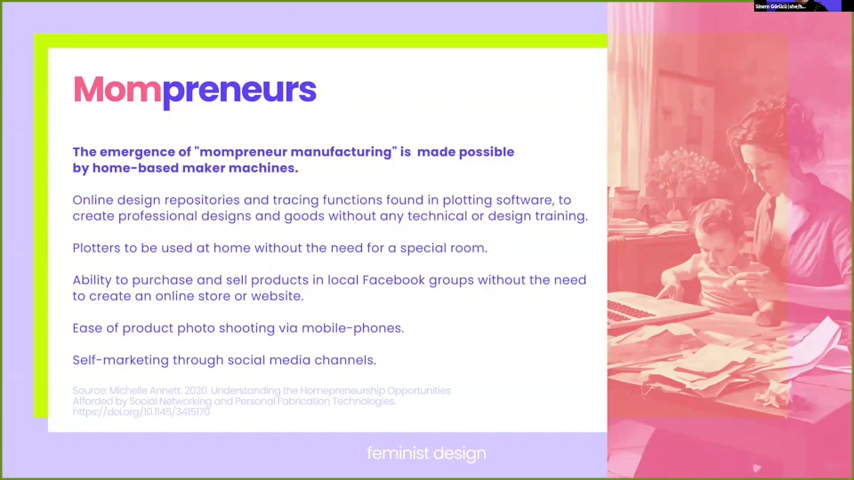 Mompreneurs
The emergence of "mompreneur manufacturing" is made possible
by home-based maker machines.
Online design repositories and tracing functions found in plotting software, to
create professional designs and goods without any technical or design training.
Plotters to be used at home without the need for a special room.
Ability to purchase and sell products in local Facebook groups without the need
to create an online store or website.
Ease of product photo shooting via mobile-phones.
Self-marketing through social media channels.
Source: Michelle Annett. 2020. Understanding the Homepreneurship Opportunities
Afforded by Social Networking and Personal Fabrication Technologies.
https://doi.org/10.1145/3415170
feminist design